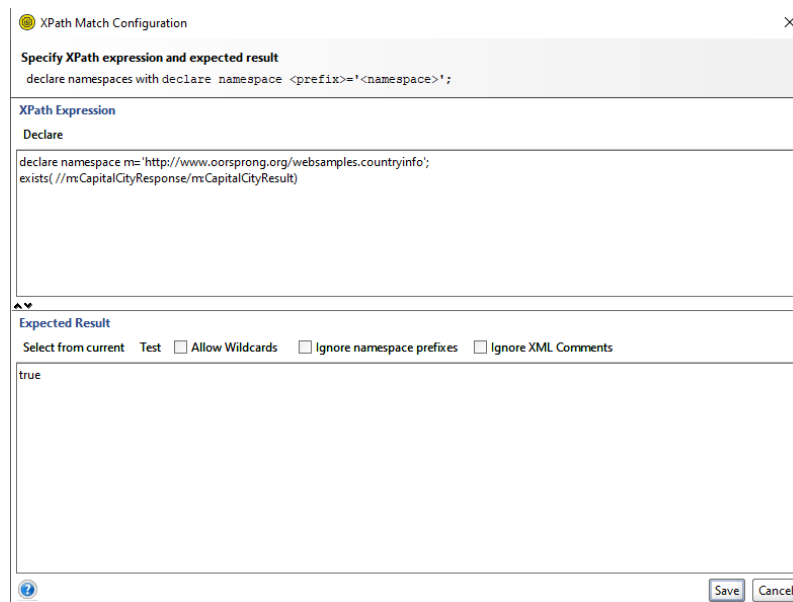 XPath Match Configuration
Specify XPath expression and expected result
declare namespaces with declare namespace <prefix>='<namespace>';
XPath Expression
Declare
declare namespace m='http://www.oorsprong.org/websamples.countryinfo';
exists( //m:CapitalCityResponse/m:CapitalCityResult)
Expected Result
Select from current Test Allow Wildcards Ignore namespace prefixes Ignore XML Comments
true
Save Cancel